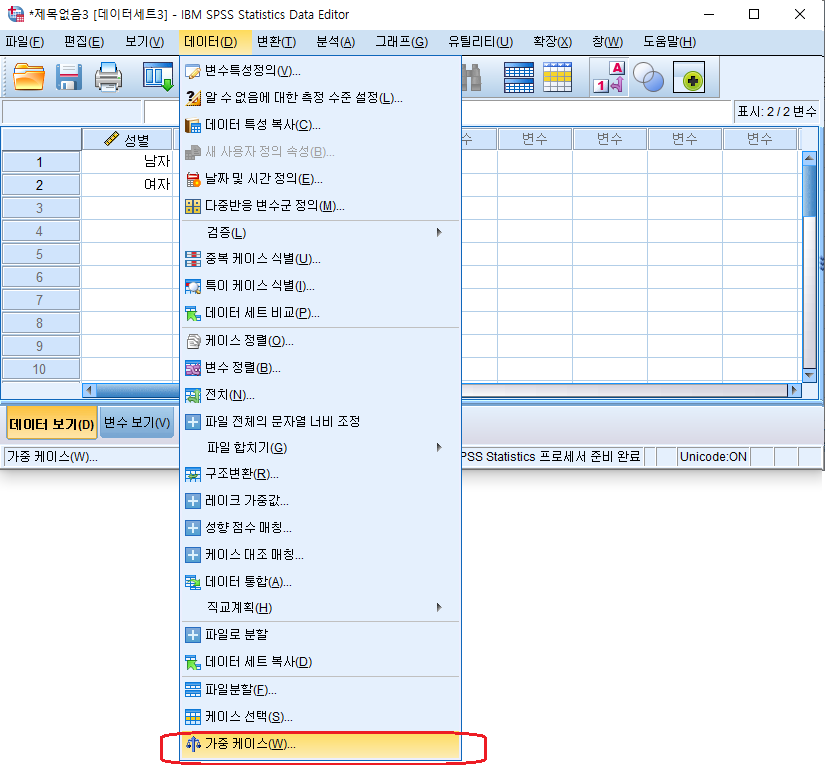 *제목없음3 [데이터세트3] - IBM SPSS Statistics Data Editor
파일(F) 편집(E) 보기(V) 데이터(D) 변환(T) 분석(A) 그래프(G) 유틸리티(U) 확장(X) 창(W) 도움말(H)
표시: 2 / 2 변수
성별 수 변수 변수 변수 변수
1 남자
2 여자
3
4
5
6
7
8
9
10
변수특성정의(V)...
알 수 없음에 대한 측정 수준 설정(L)...
데이터 특성 복사(C)...
새 사용자 정의 속성(B)...
날짜 및 시간 정의(E)...
다중반응 변수군 정의(M)...
검증(L)
중복 케이스 식별(U)...
특이 케이스 식별(I)...
데이터 세트 비교(P)...
케이스 정렬(O)...
변수 정렬(B)...
전치(N)...
파일 전체의 문자열 너비 조정
파일 합치기(G)
구조변환(R)...
레이크 가중값...
성향 점수 매칭...
케이스 대조 매칭...
데이터 통합(A)...
직교계획(H)
파일로 분할
데이터 세트 복사(D)
파일분할(F)...
케이스 선택(S)...
가중 케이스(W)...
데이터 보기(D) 변수 보기(V)
가중 케이스(W)... PSS Statistics 프로세서 준비 완료 Unicode:ON